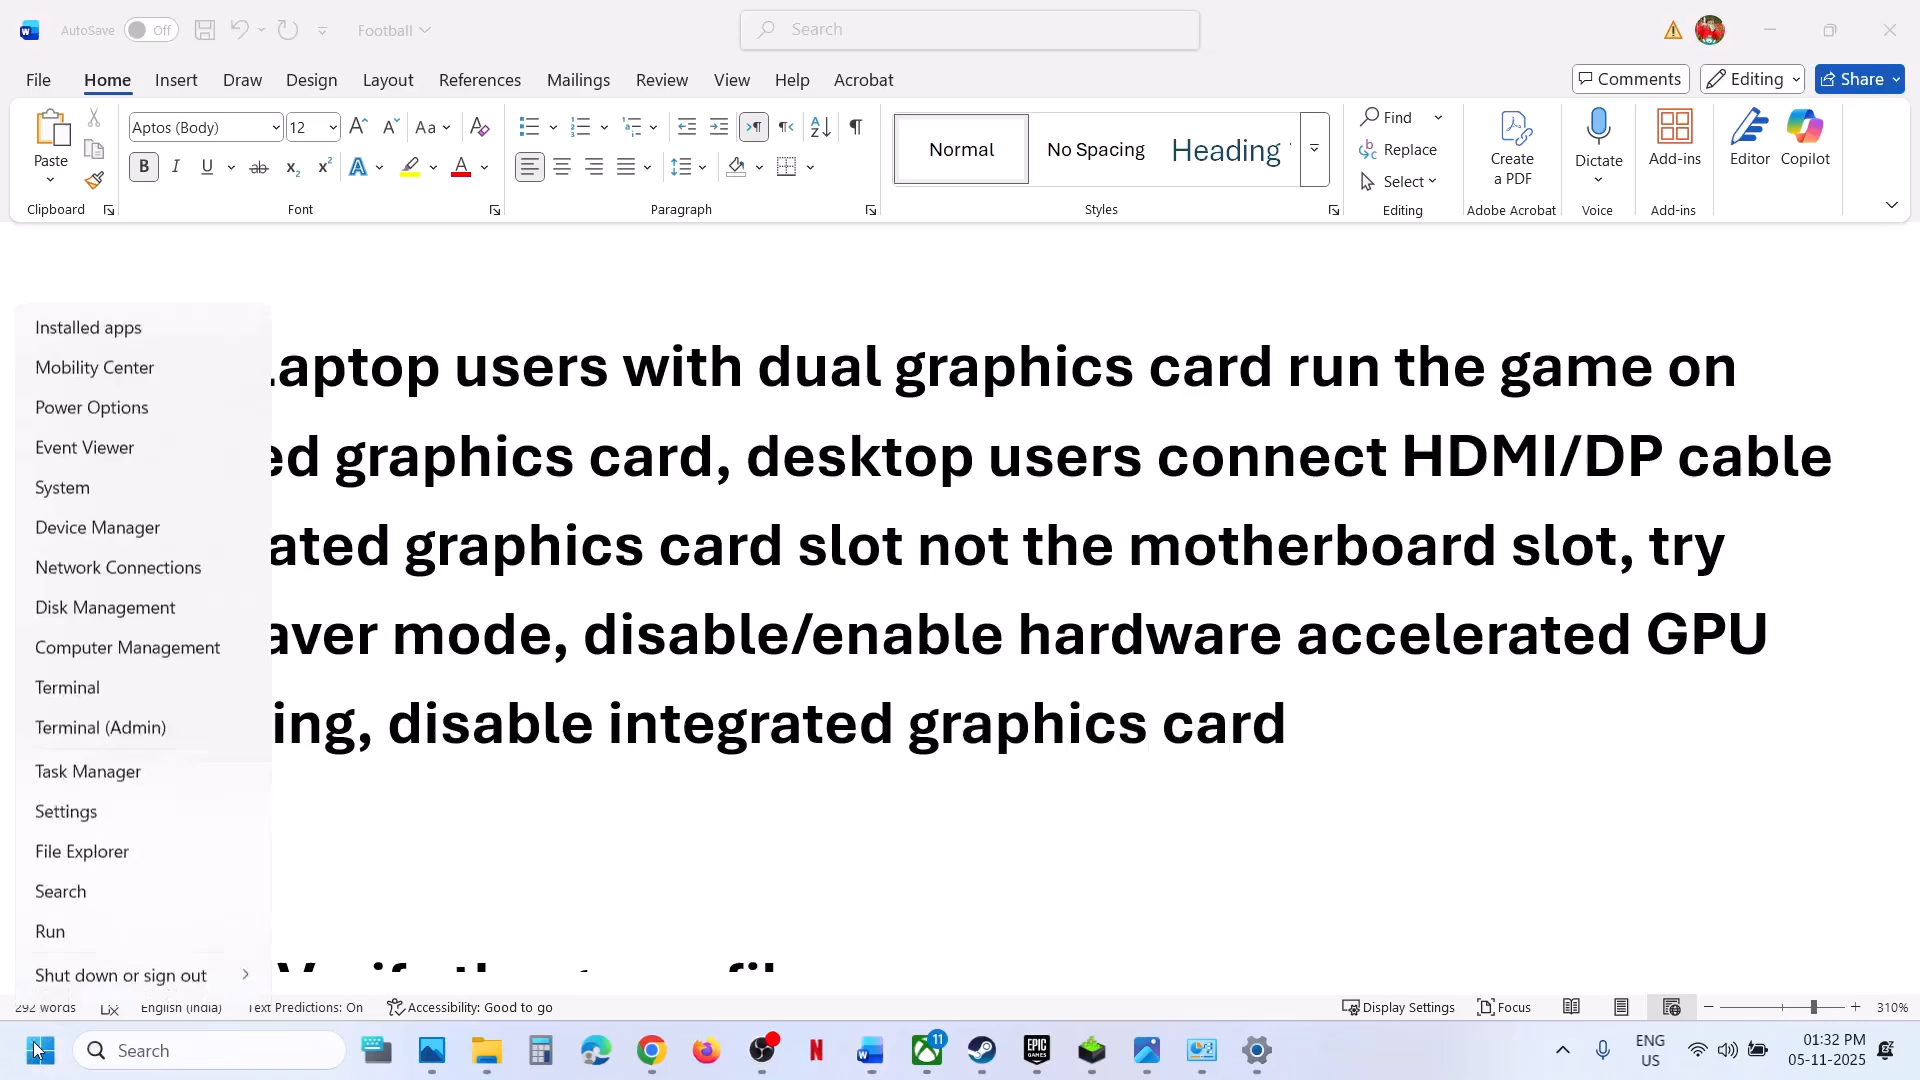 AutoSave Off Football Search
File Home Insert Draw Design Layout References Mailings Review View Help Acrobat Comments Editing Share
Paste
Clipboard
Aptos (Body) 12
Font
Paragraph
Normal No Spacing Heading
Styles
Find
Replace
Select
Editing
Create
a PDF
Adobe Acrobat
Dictate
Voice
Add-ins
Add-ins
Editor
Copilot
Installed apps
Mobility Center
Power Options
Event Viewer
System
Device Manager
Network Connections
Disk Management
Computer Management
Terminal
Terminal (Admin)
Task Manager
Settings
File Explorer
Search
Run
Shut down or sign out
Laptop users with dual graphics card run the game on
ed graphics card, desktop users connect HDMI/DP cable
ated graphics card slot not the motherboard slot, try
aver mode, disable/enable hardware accelerated GPU
ing, disable integrated graphics card
292 words English (India) Text Predictions: On Accessibility: Good to go Display Settings Focus 310%
Search 11 ENG
US 01:32 PM
05-11-2025